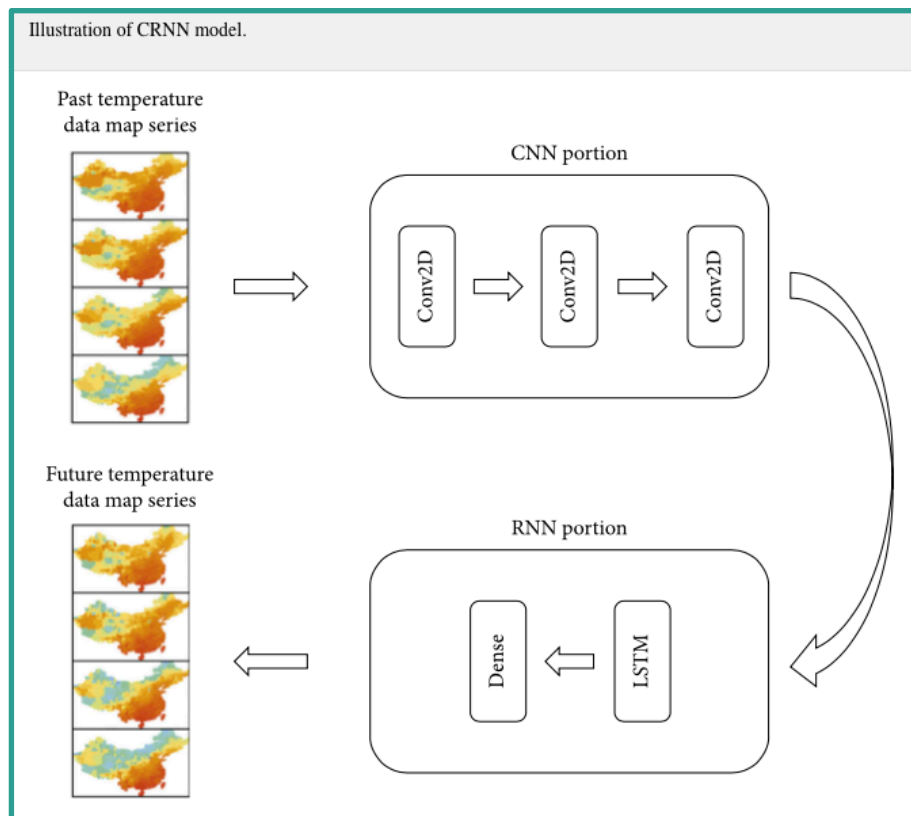 Illustration of CRNN model.
Past temperature
data map series
CNN portion
Conv2D
Conv2D
Conv2D
Future temperature
data map series
RNN portion
Dense
LSTM